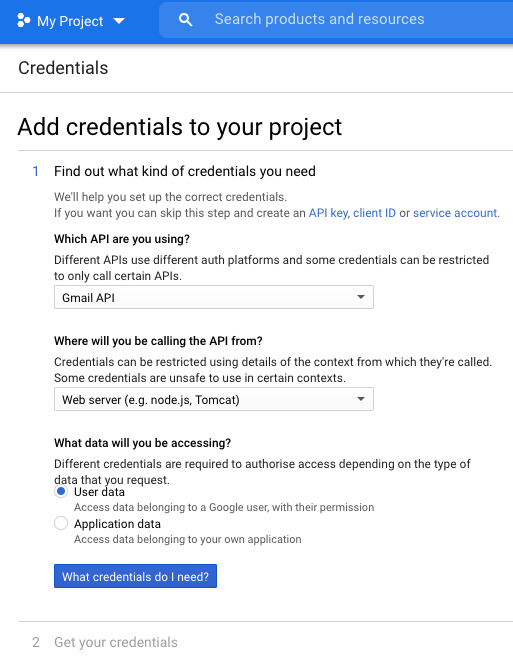 My Project
Search products and resources
Credentials
Add credentials to your project
1 Find out what kind of credentials you need
We'll help you set up the correct credentials.
If you want you can skip this step and create an API key, client ID or service account.
Which API are you using?
Different APIs use different auth platforms and some credentials can be restricted
to only call certain APIs.
Gmail API
Where will you be calling the API from?
Credentials can be restricted using details of the context from which they're called.
Some credentials are unsafe to use in certain contexts.
Web server (e.g. node.js, Tomcat)
What data will you be accessing?
Different credentials are required to authorise access depending on the type of
data that you request.
User data
Access data belonging to a Google user, with their permission
Application data
Access data belonging to your own application
What credentials do I need?
2 Get your credentials